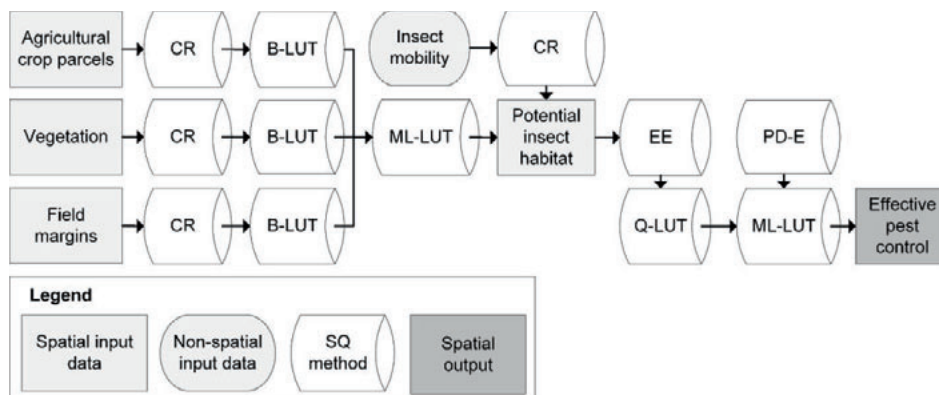 Agricultural
crop parcels
CR
B-LUT
Insect
mobility
CR
Vegetation
CR
B-LUT
ML-LUT
Potential
insect
habitat
EE
PD-E
Field
margins
CR
B-LUT
Q-LUT
ML-LUT
Effective
pest
control
Legend
Spatial input
data
Non-spatial
input data
SQ
method
Spatial
output